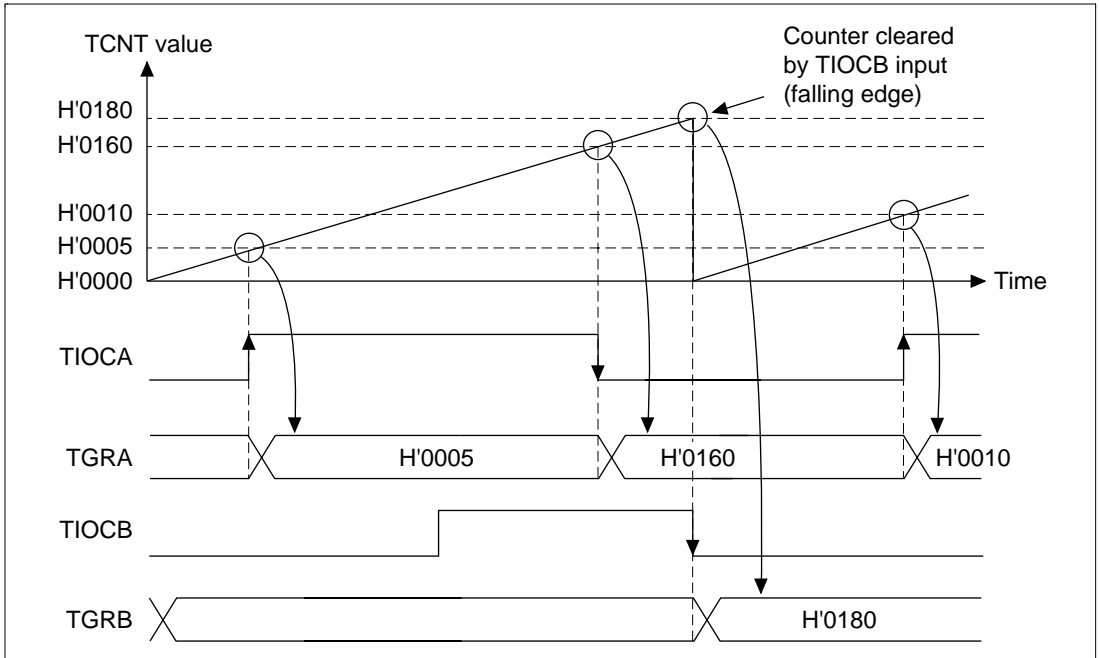 TCNT value
Counter cleared
by TIOCB input
(falling edge)
H'0180
H'0160
H'0010
H'0005
H'0000
Time
TIOCA
TGRA
H'0005
H'0160
H'0010
TIOCB
TGRB
H'0180